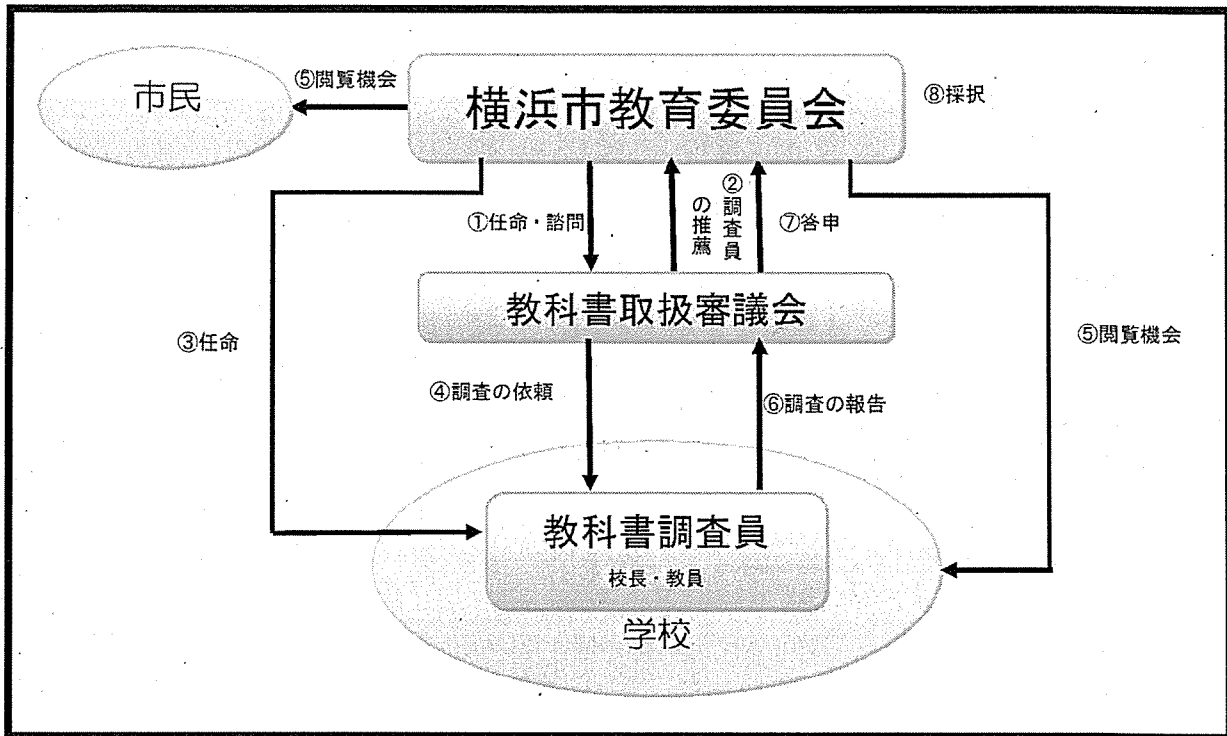 市民
⑤閲覧機会
横浜市教育委員会
⑧採択
①任命・諮問
②調査員
の推薦
⑦答申
教科書取扱審議会
③任命
④調査の依頼
⑥調査の報告
⑤閲覧機会
教科書調査員
校長・教員
学校